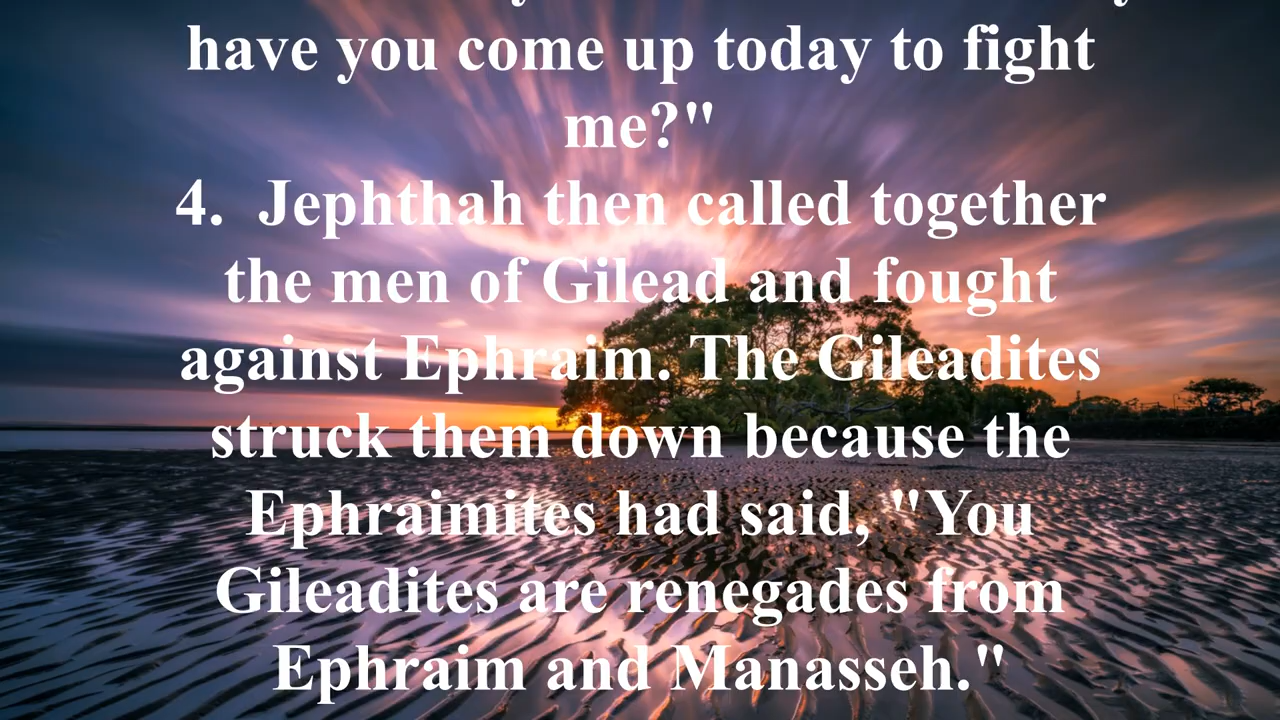 have you come up today to fight
me?"
4. Jephthah then called together
the men of Gilead and fought
against Ephraim. The Gileadites
struck them down because the
Ephraimites had said, "You
Gileadites are renegades from
Ephraim and Manasseh."